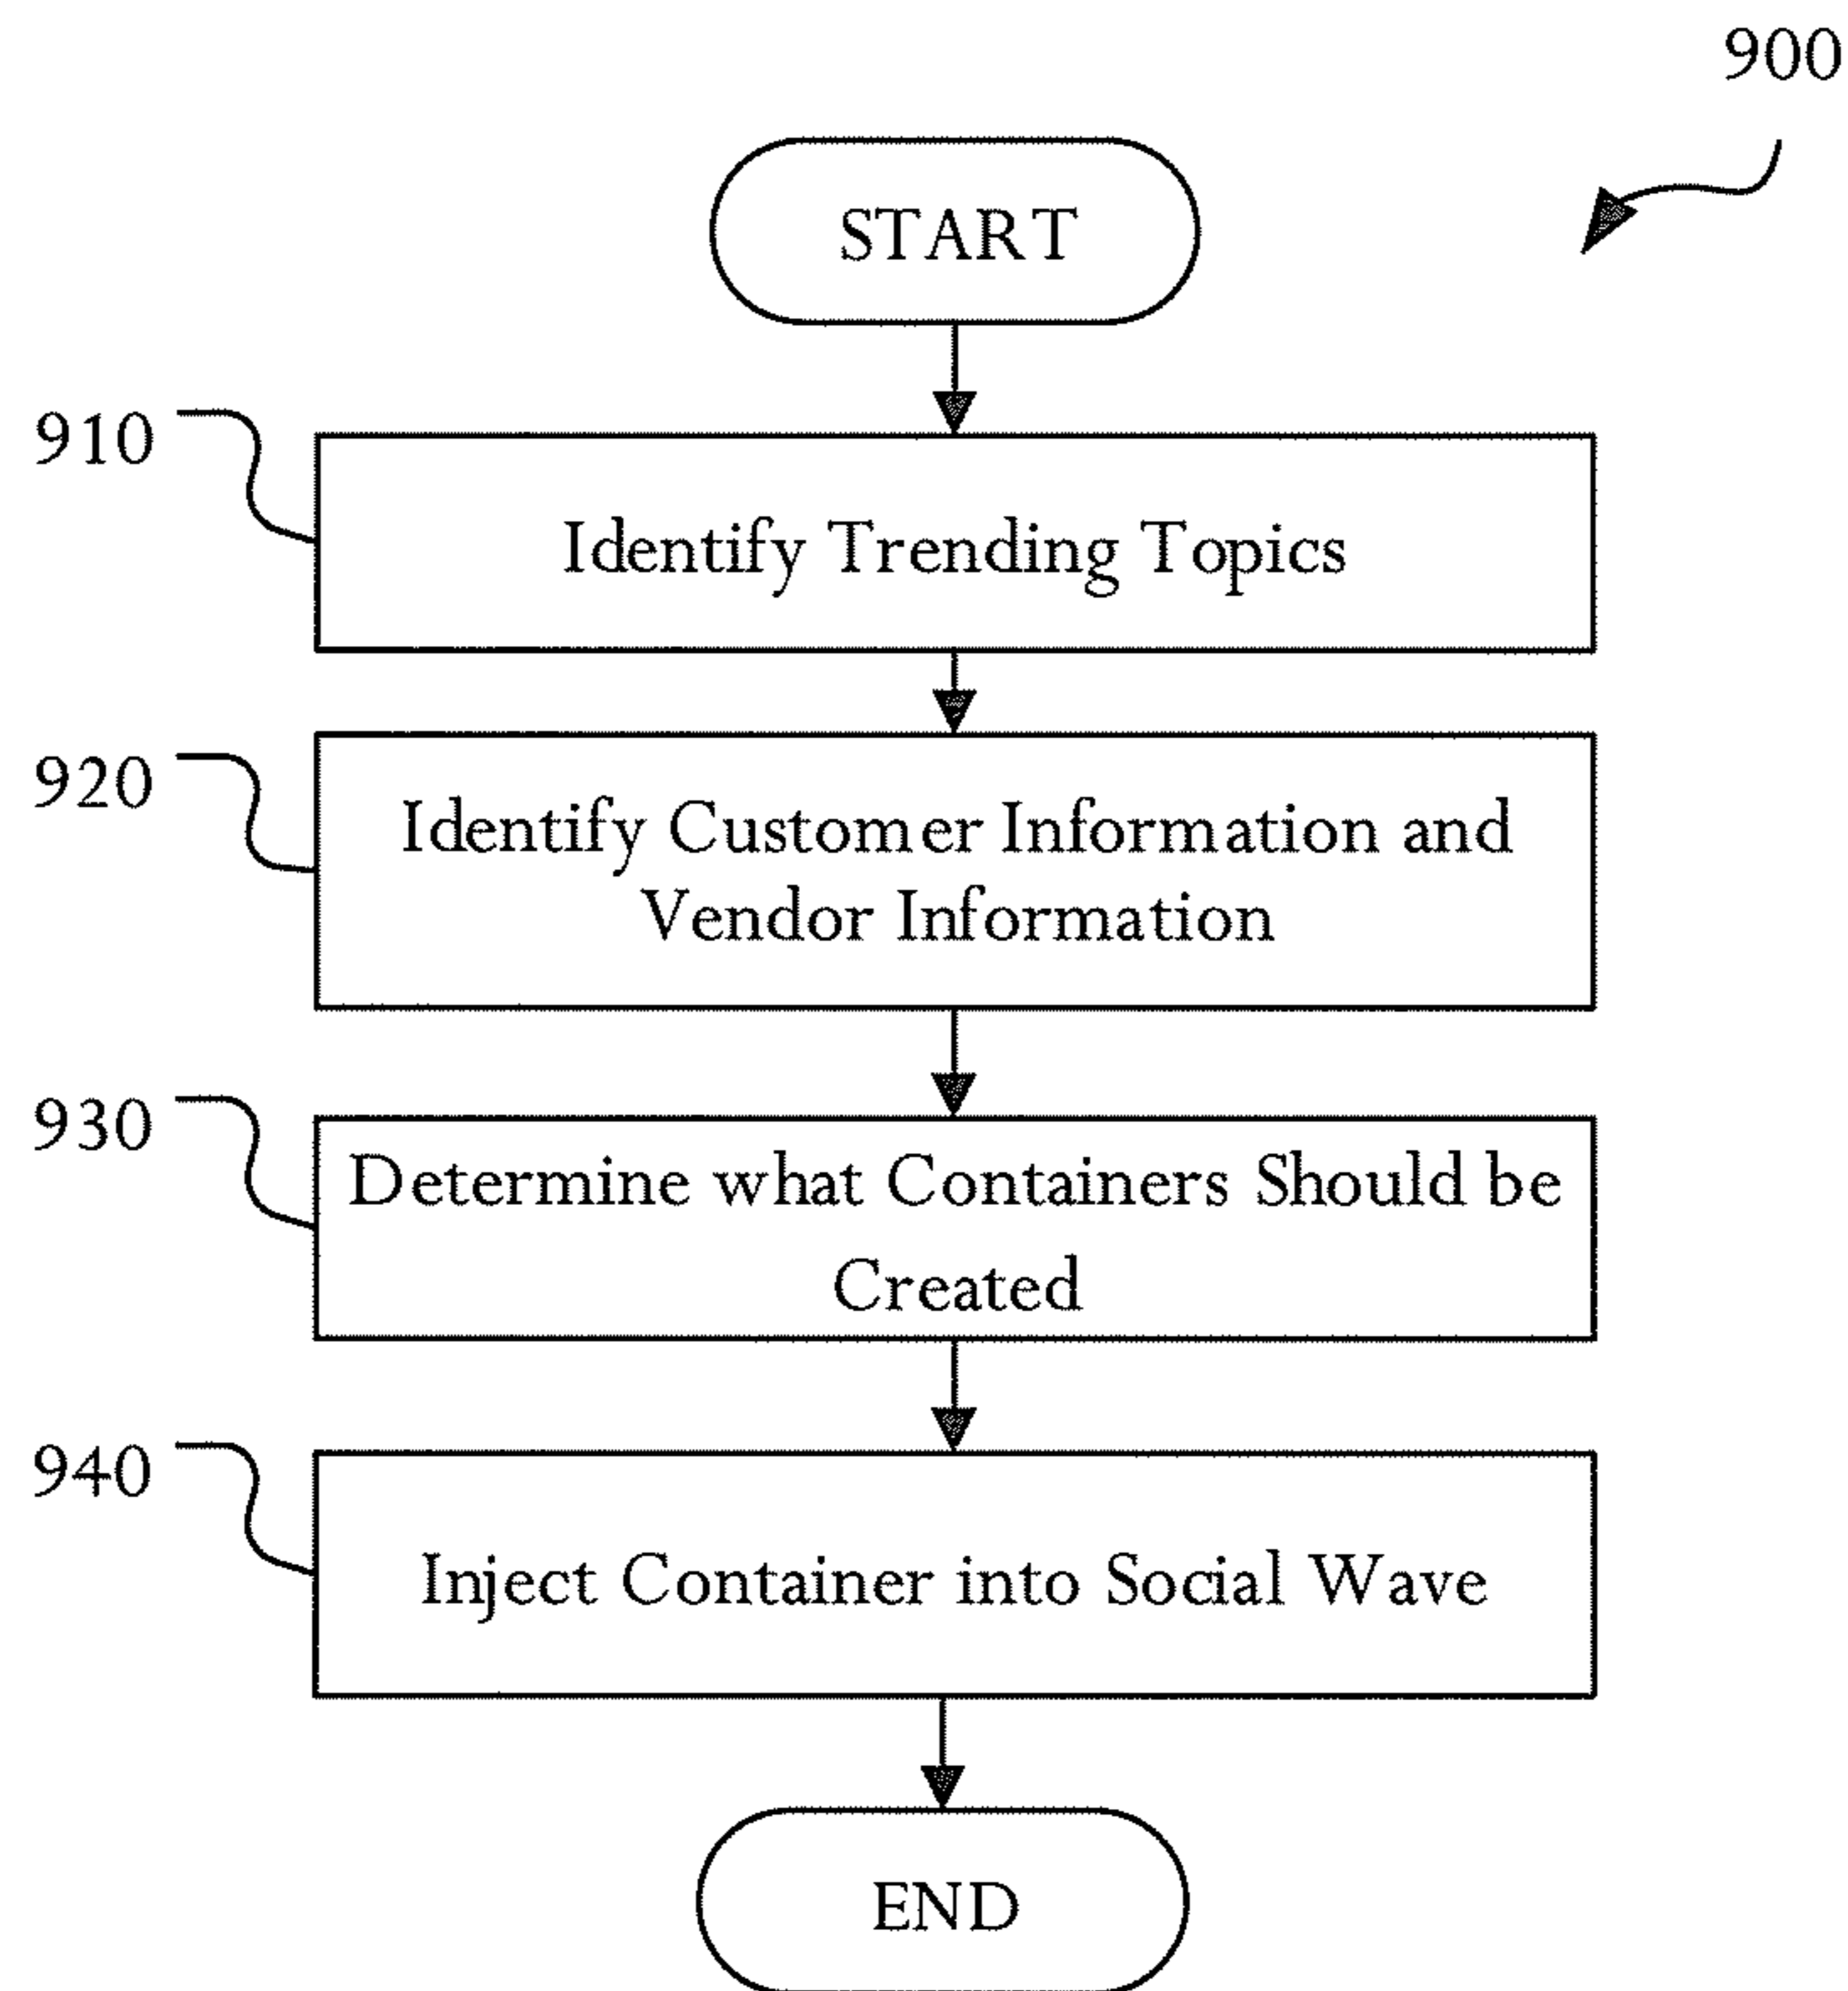 900
START
910
Identify Trending Topics
920
Identify Customer Information and
Vendor Information
930
Determine what Containers Should be
Created
940
Inject Container into Social Wave
END